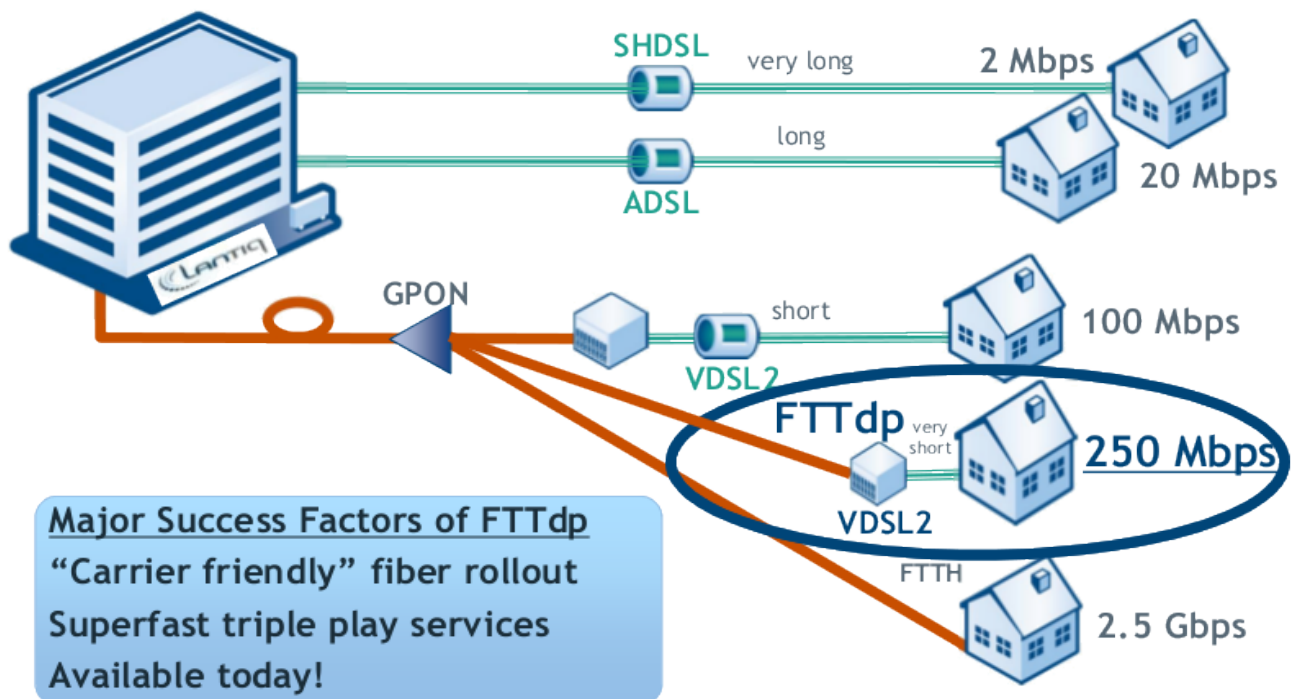 SHDSL
very long
2 Mbps
long
20 Mbps
ADSL
LANTIQ
GPON
short
100 Mbps
VDSL2
FTTdp
very
short
250 Mbps
VDSL2
FTTH
2.5 Gbps
Major Success Factors of FTTdp
“Carrier friendly” fiber rollout
Superfast triple play services
Available today!